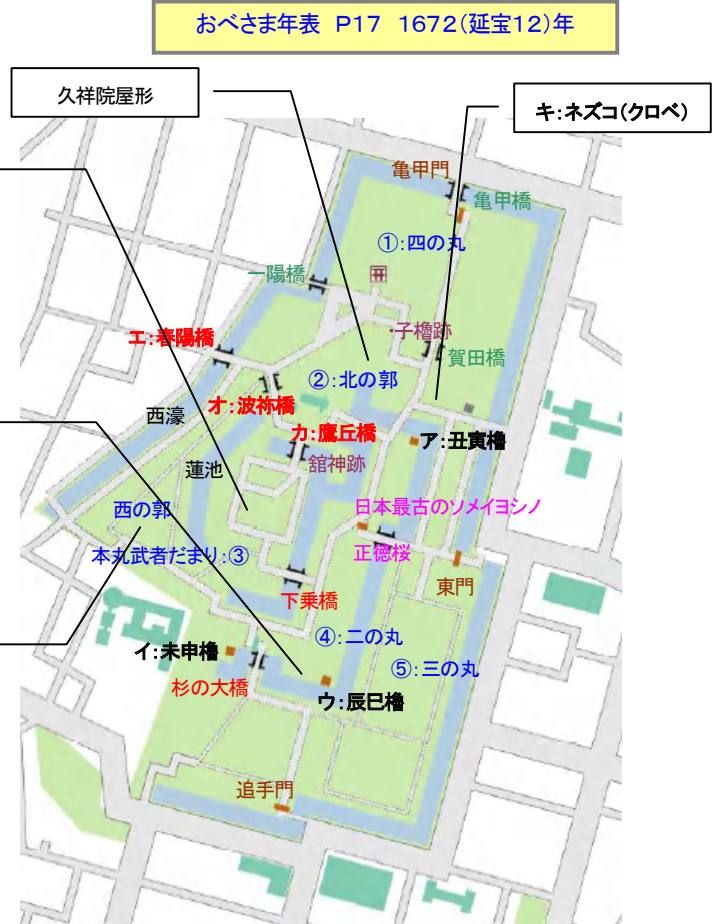 おべさま年表 P17 1672(延宝12)年
久祥院屋形
キ:ネズコ(クロベ)
亀甲門
亀甲橋
①:四の丸
一陽橋
子櫓跡
エ:春陽橋
賀田橋
②:北の郭
オ:波祢橋
西濠
カ:鷹丘橋
ア:丑寅櫓
舘神跡
蓮池
日本最古のソメイヨシノ
西の郭
正徳桜
本丸武者だまり:③
東門
下乗橋
④:二の丸
イ:未申櫓
⑤:三の丸
杉の大橋
ウ:辰巳櫓
追手門